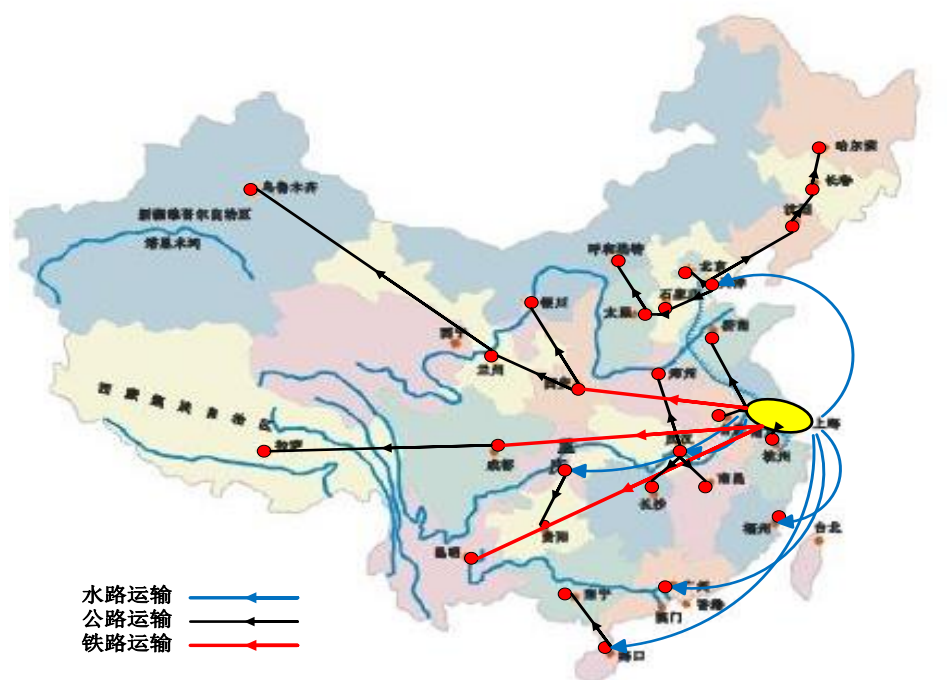 哈尔滨
长春
乌鲁木齐
沈阳
新疆维吾尔自治区
塔里木河
呼和浩特
北京
石家庄
银川
太原
济南
西宁
兰州
郑州
西安
西藏藏族自治区
上海
武汉
拉萨
成都
杭州
南昌
长沙
贵阳
福州
台北
昆明
广州
南宁
香港
澳门
海口
水路运输
公路运输
铁路运输